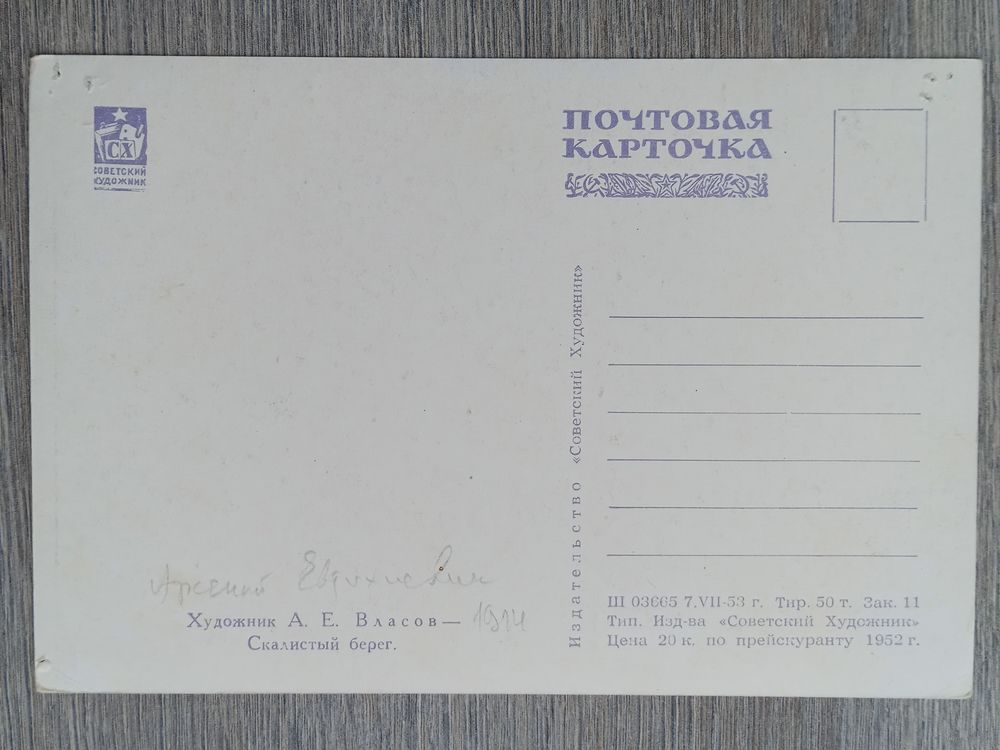 СХ
СОВЕТСКИЙ
ХУДОЖНИК
ПОЧТОВАЯ
КАРТОЧКА
Издательство «Советский Художник»
Арсений Евтихиевич
Художник А. Е. Власов — 1914
Скалистый берег.
Ш 03665 7.VII-53 г. Тир. 50 т. Зак. 11
Тип. Изд-ва «Советский Художник»
Цена 20 к. по прейскуранту 1952 г.